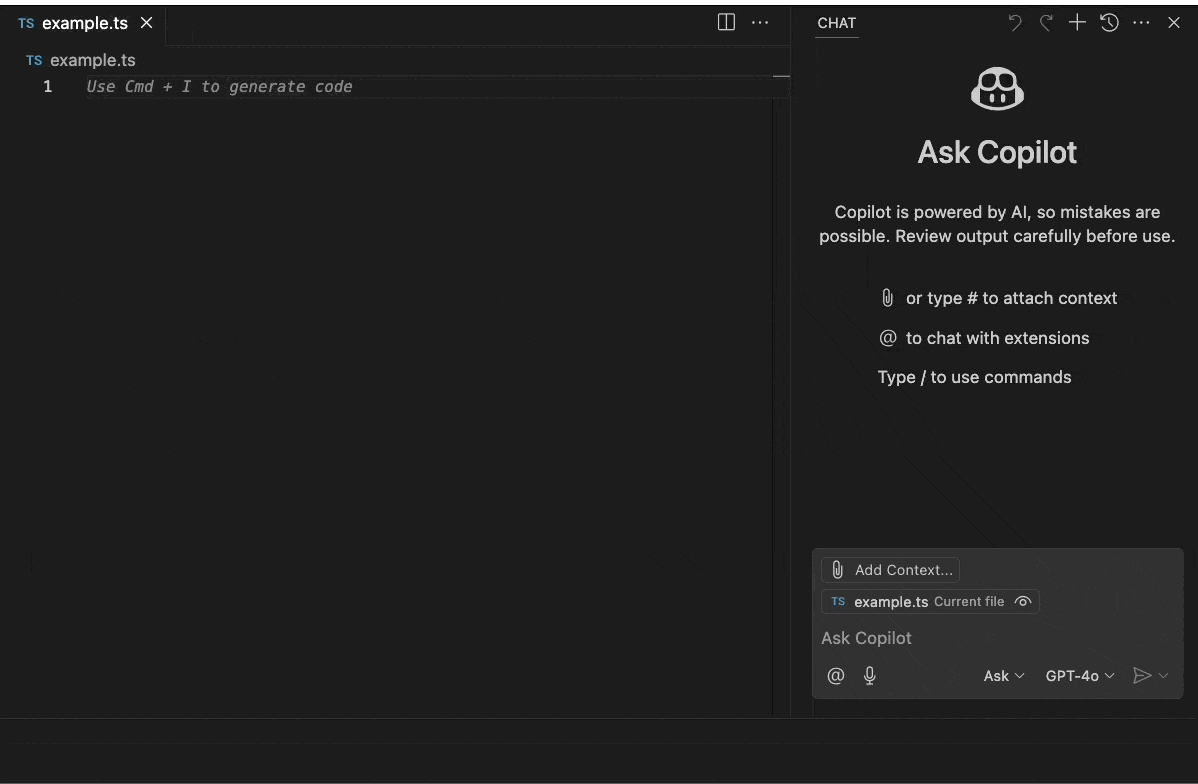 TS example.ts
TS example.ts
1 Use Cmd + I to generate code
CHAT
Ask Copilot
Copilot is powered by AI, so mistakes are
possible. Review output carefully before use.
or type # to attach context
@ to chat with extensions
Type / to use commands
Add Context...
TS example.ts Current file
Ask Copilot
@ Ask GPT-4o